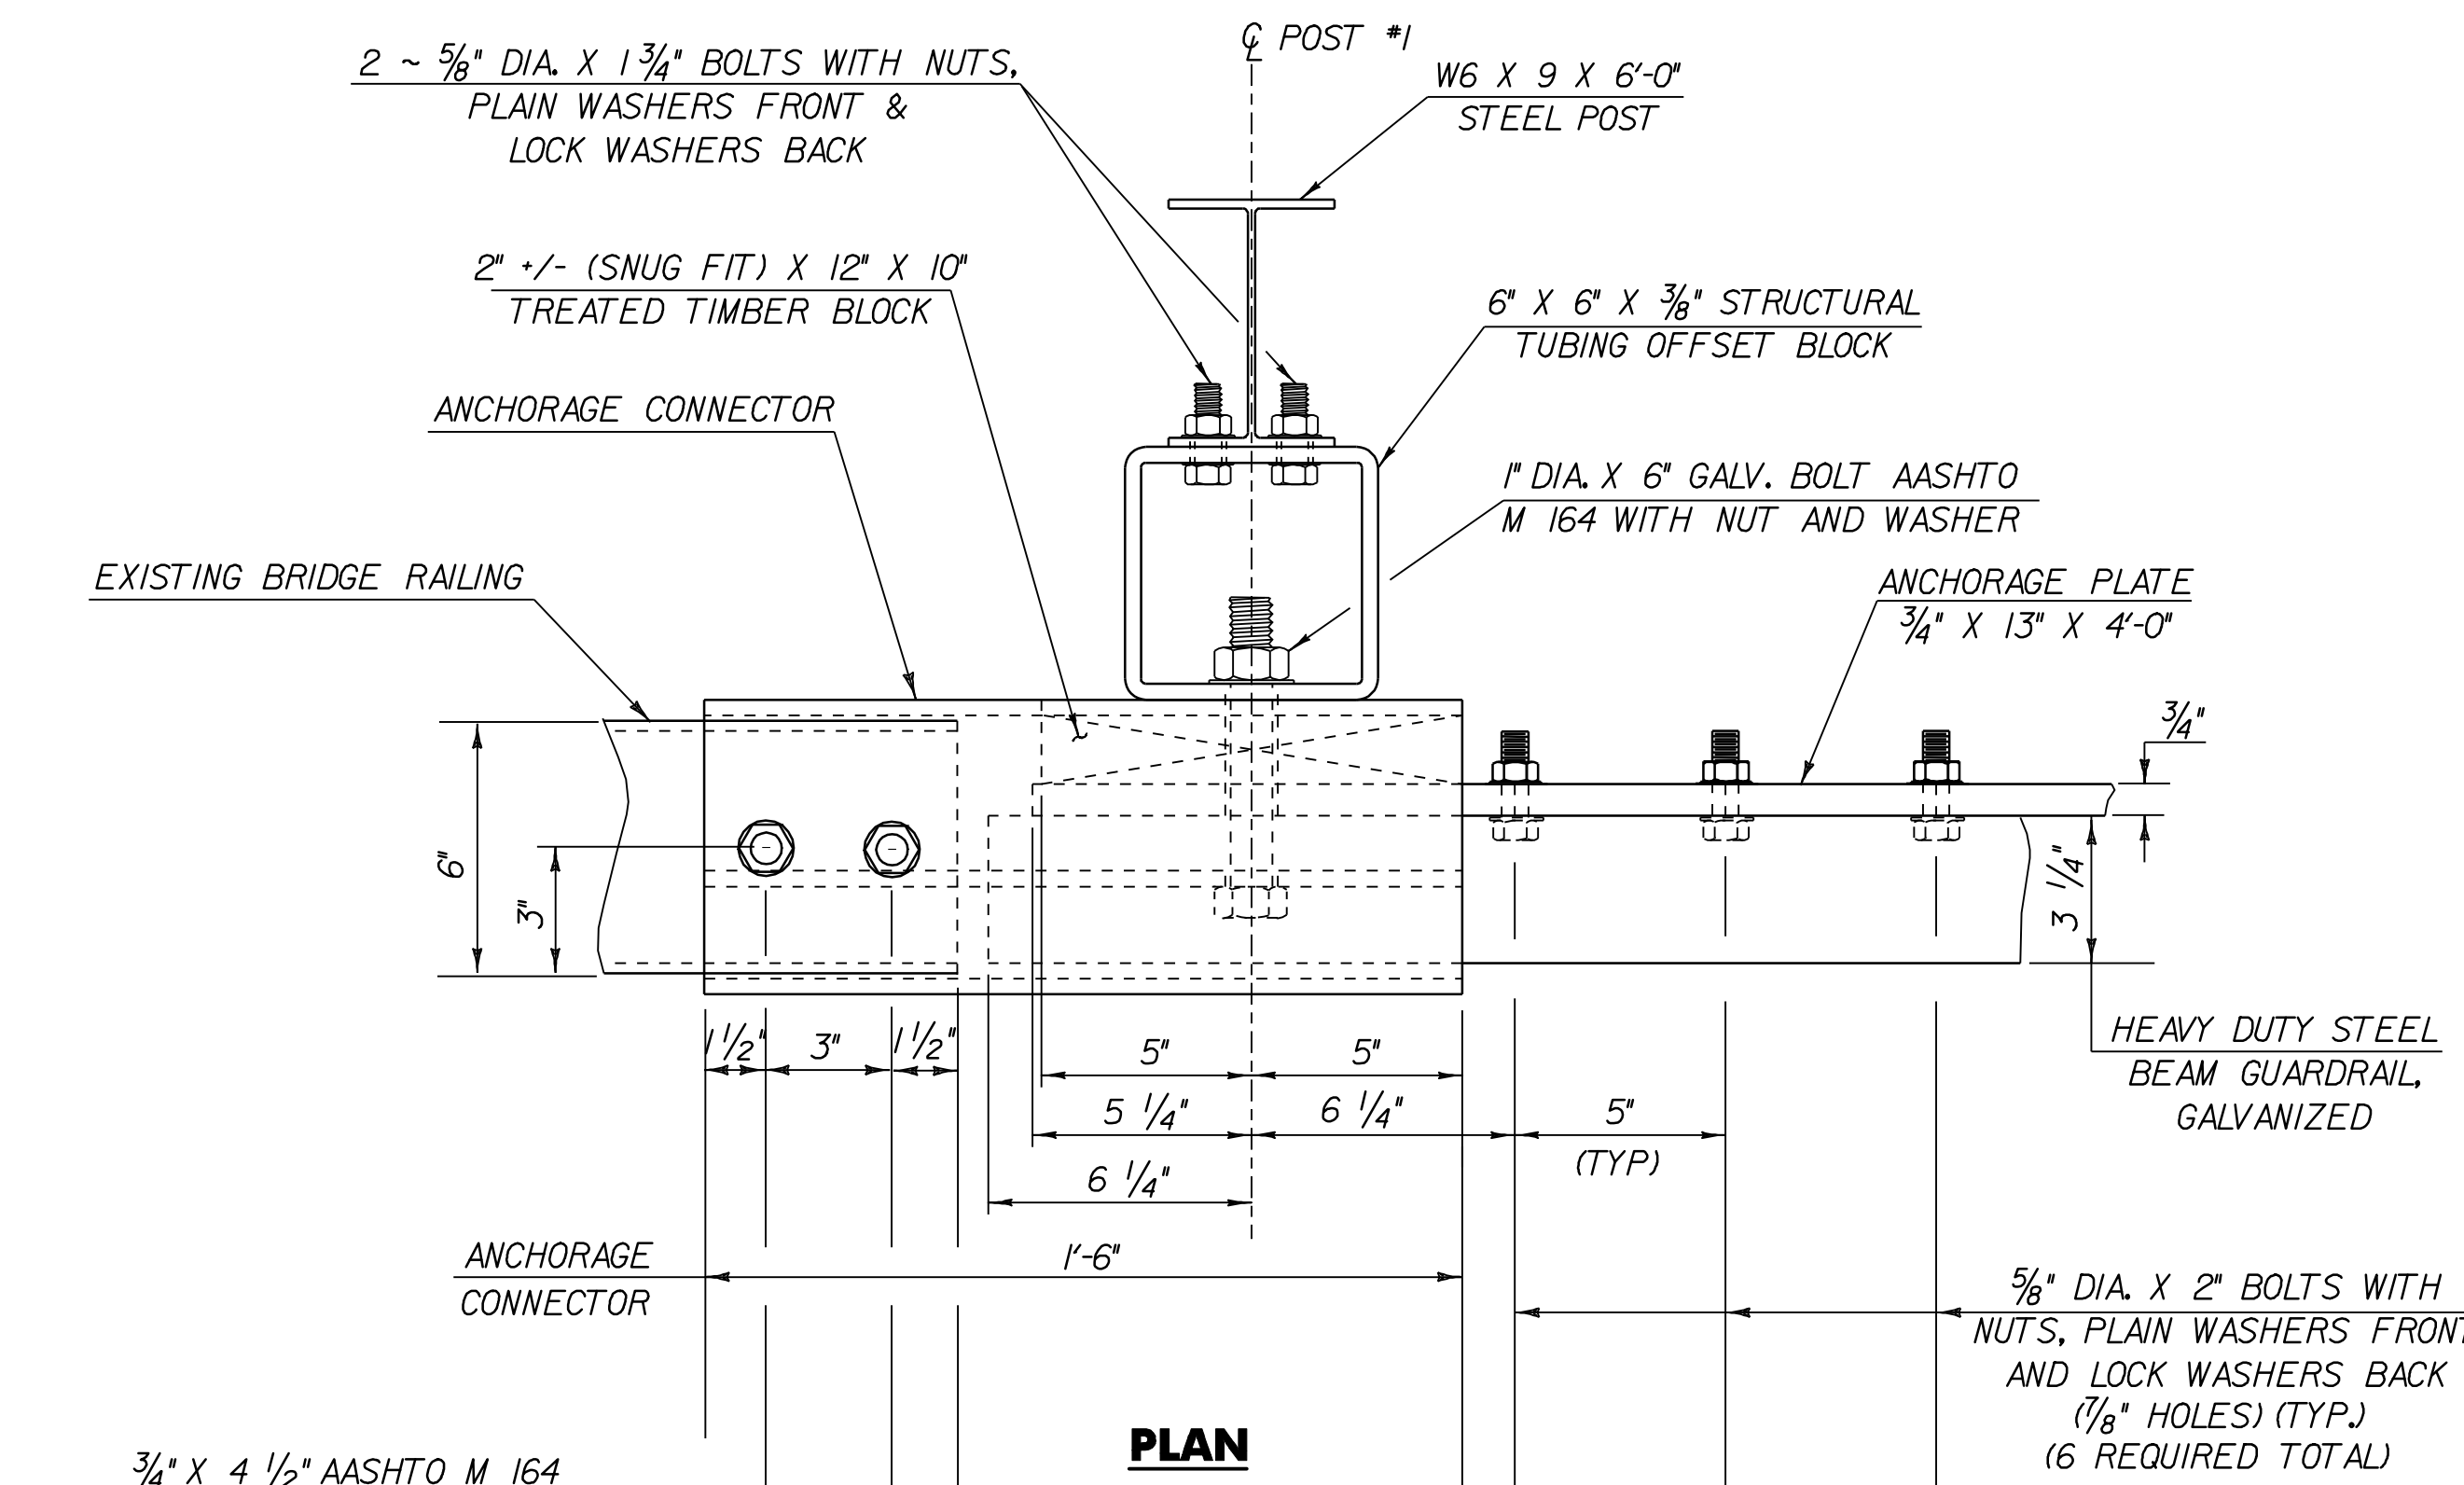 ℄ POST #1
2 ~ 5/8" DIA. X 1 3/4" BOLTS WITH NUTS,
PLAIN WASHERS FRONT &
LOCK WASHERS BACK
W6 X 9 X 6'-0"
STEEL POST
2" +/- (SNUG FIT) X 12" X 10"
TREATED TIMBER BLOCK
6" X 6" X 3/8" STRUCTURAL
TUBING OFFSET BLOCK
ANCHORAGE CONNECTOR
1" DIA. X 6" GALV. BOLT AASHTO
M 164 WITH NUT AND WASHER
EXISTING BRIDGE RAILING
ANCHORAGE PLATE
3/4" X 13" X 4'-0"
3/4"
6"
3"
3 1/4"
1 1/2"
3"
1 1/2"
5"
5"
HEAVY DUTY STEEL
BEAM GUARDRAIL,
GALVANIZED
5 1/4"
6 1/4"
5"
(TYP)
6 1/4"
ANCHORAGE
CONNECTOR
1'-6"
5/8" DIA. X 2" BOLTS WITH
NUTS, PLAIN WASHERS FRONT
AND LOCK WASHERS BACK
(7/8" HOLES) (TYP.)
(6 REQUIRED TOTAL)
PLAN
3/4" X 4 1/2" AASHTO M 164